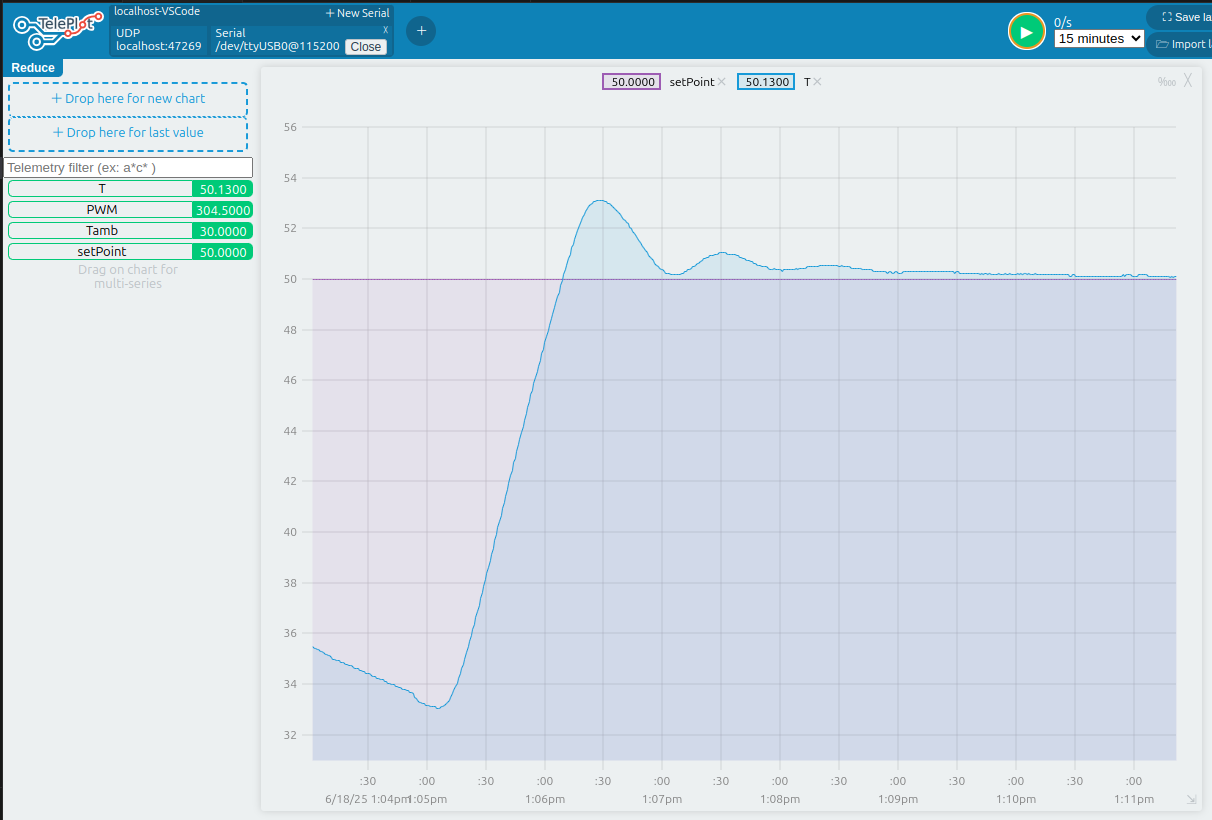 TelePlot
localhost-VSCode
+ New Serial
UDP
localhost:47269
Serial
x
/dev/ttyUSB0@115200
Close
+
0/s
15 minutes
Save la
Import l
Reduce
+ Drop here for new chart
+ Drop here for last value
Telemetry filter (ex: a*c* )
T 50.1300
PWM 304.5000
Tamb 30.0000
setPoint 50.0000
Drag on chart for
multi-series
50.0000 setPoint × 50.1300 T ×
X
56
54
52
50
48
46
44
42
40
38
36
34
32
:30 :00 :30 :00 :30 :00 :30 :00 :30 :00 :30 :00 :30 :00
6/18/25 1:04pm 1:05pm 1:06pm 1:07pm 1:08pm 1:09pm 1:10pm 1:11pm